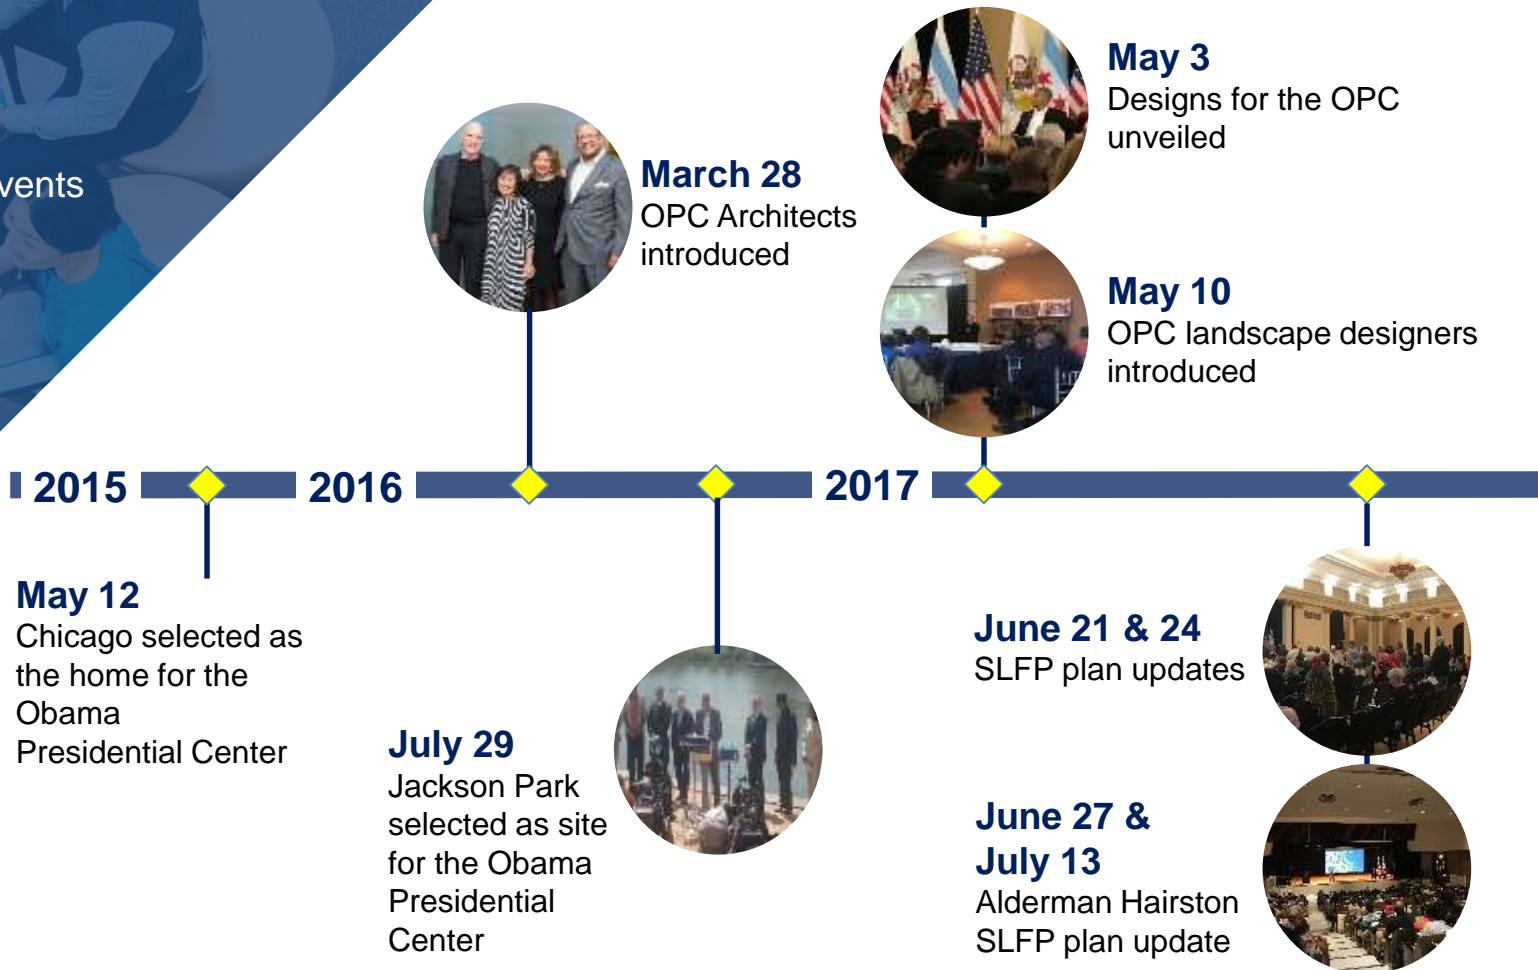 vents
March 28
OPC Architects
introduced
May 3
Designs for the OPC
unveiled
May 10
OPC landscape designers
introduced
2015
2016
2017
May 12
Chicago selected as
the home for the
Obama
Presidential Center
July 29
Jackson Park
selected as site
for the Obama
Presidential
Center
June 21 & 24
SLFP plan updates
June 27 &
July 13
Alderman Hairston
SLFP plan update